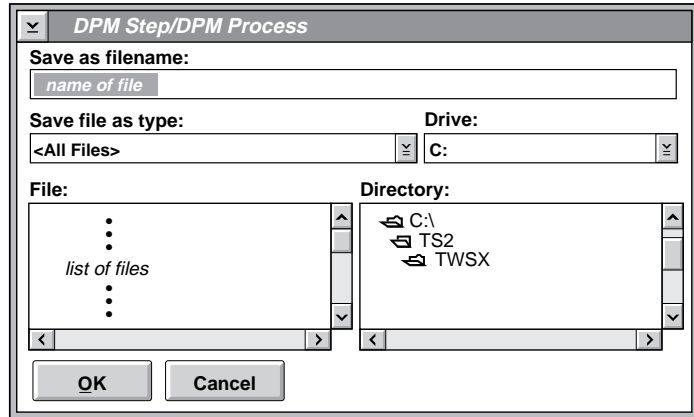 DPM Step/DPM Process
Save as filename:
name of file
Save file as type:
Drive:
<All Files>
C:
File:
Directory:
list of files
C:\
TS2
TWSX
OK
Cancel